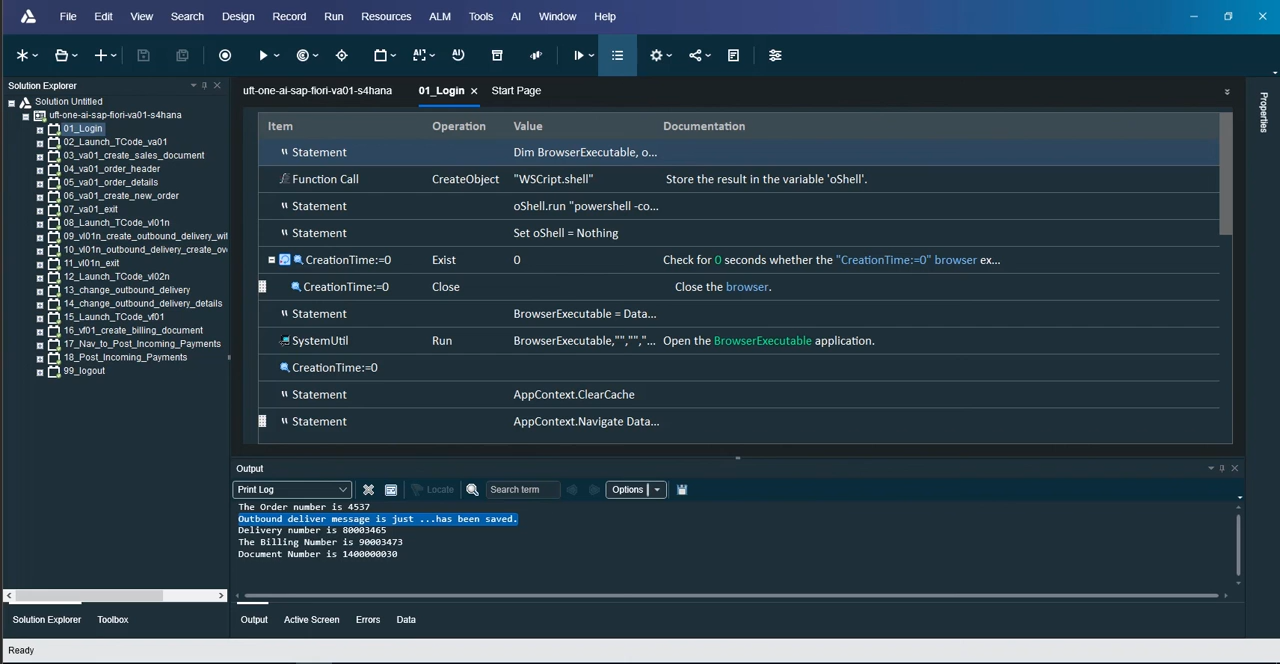 File Edit View Search Design Record Run Resources ALM Tools AI Window Help
Solution Explorer
Solution Untitled
uft-one-ai-sap-fiori-va01-s4hana
01_Login
02_Launch_TCode_va01
03_va01_create_sales_document
04_va01_order_header
05_va01_order_details
06_va01_create_new_order
07_va01_exit
08_Launch_TCode_vl01n
09_vl01n_create_outbound_delivery_wit
10_vl01n_outbound_delivery_create_ov
11_vl01n_exit
12_Launch_TCode_vl02n
13_change_outbound_delivery
14_change_outbound_delivery_details
15_Launch_TCode_vf01
16_vf01_create_billing_document
17_Nav_to_Post_Incoming_Payments
18_Post_Incoming_Payments
99_logout
Solution Explorer Toolbox
uft-one-ai-sap-fiori-va01-s4hana 01_Login Start Page
Item Operation Value Documentation
Statement Dim BrowserExecutable, o...
Function Call CreateObject "WSCript.shell" Store the result in the variable 'oShell'.
Statement oShell.run "powershell -co...
Statement Set oShell = Nothing
CreationTime:=0 Exist 0 Check for 0 seconds whether the "CreationTime:=0" browser ex...
CreationTime:=0 Close Close the browser.
Statement BrowserExecutable = Data...
SystemUtil Run BrowserExecutable,"","","... Open the BrowserExecutable application.
CreationTime:=0
Statement AppContext.ClearCache
Statement AppContext.Navigate Data...
Properties
Output
Print Log Locate Search term Options
The Order number is 4537
Outbound deliver message is just ...has been saved.
Delivery number is 80003465
The Billing Number is 90003473
Document Number is 1400000030
Output Active Screen Errors Data
Ready